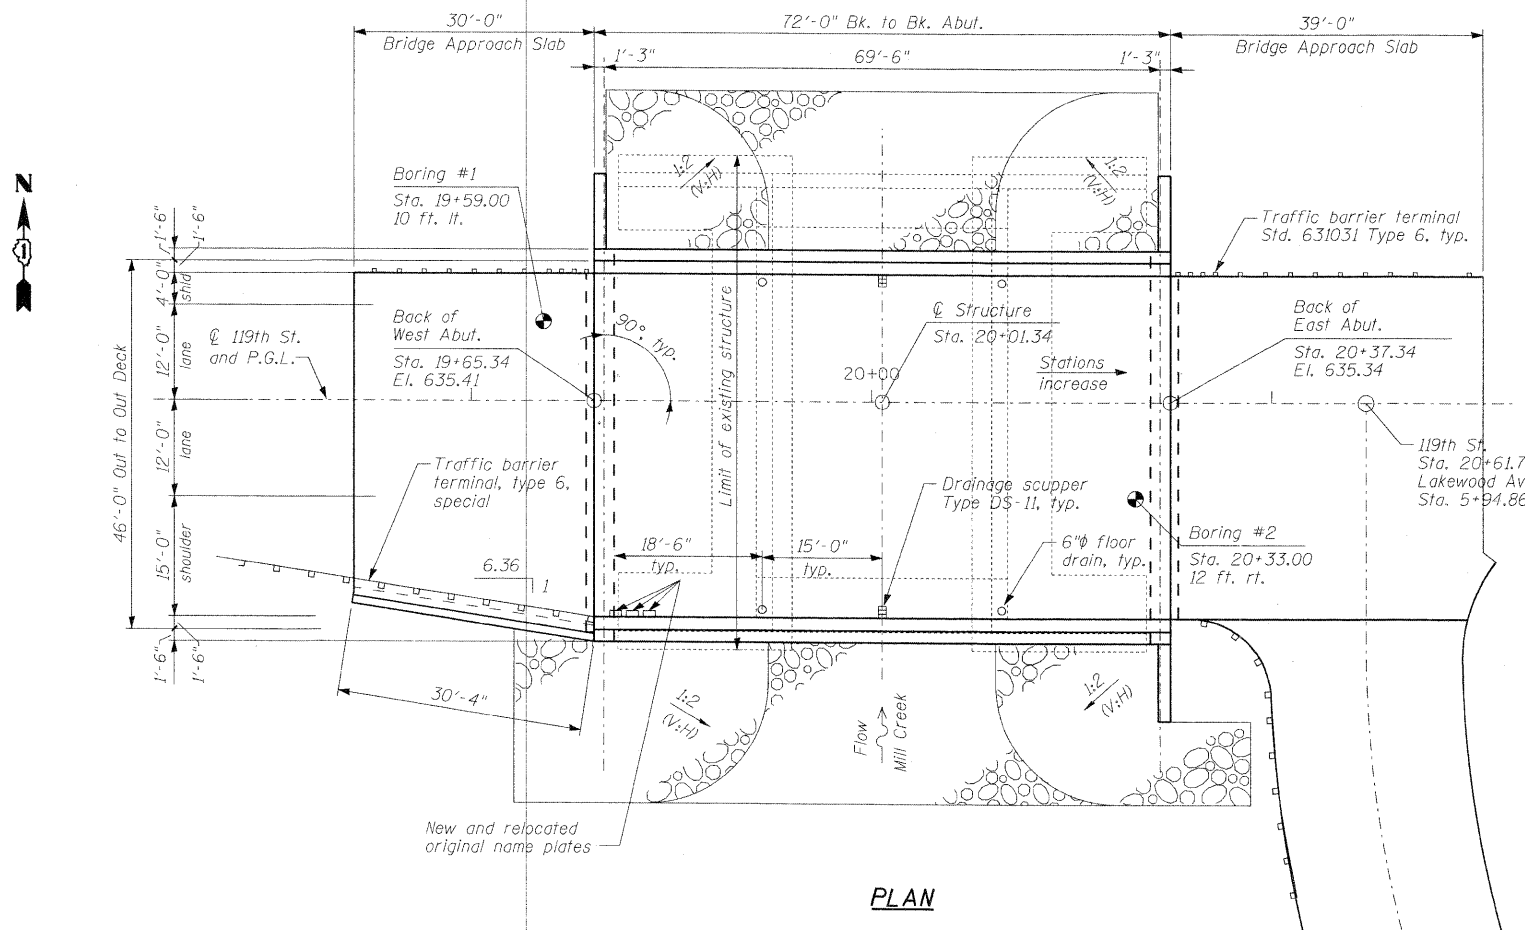 30'-0"
Bridge Approach Slab
72'-0" Bk. to Bk. Abut.
39'-0"
Bridge Approach Slab
1'-3"
69'-6"
1'-3"
N
1
Boring #1
Sta. 19+59.00
10 ft. lt.
1:2
(V:H)
1:2
(V:H)
Traffic barrier terminal
Std. 631031 Type 6, typ.
1'-6"
1'-6"
4'-0"
shld
12'-0"
lane
12'-0"
lane
15'-0"
shoulder
1'-6"
1'-6"
46'-0" Out to Out Deck
℄ 119th St.
and P.G.L.
Back of
West Abut.
Sta. 19+65.34
El. 635.41
90°, typ.
Limit of existing structure
℄ Structure
Sta. 20+01.34
20+00
Stations
increase
Back of
East Abut.
Sta. 20+37.34
El. 635.34
119th St.
Sta. 20+61.7
Lakewood Av
Sta. 5+94.86
Traffic barrier
terminal, type 6,
special
Drainage scupper
Type DS-11, typ.
6"φ floor
drain, typ.
Boring #2
Sta. 20+33.00
12 ft. rt.
18'-6"
typ.
15'-0"
typ.
6.36
1
30'-4"
1:2
(V:H)
1:2
(V:H)
Flow
Mill Creek
New and relocated
original name plates
PLAN